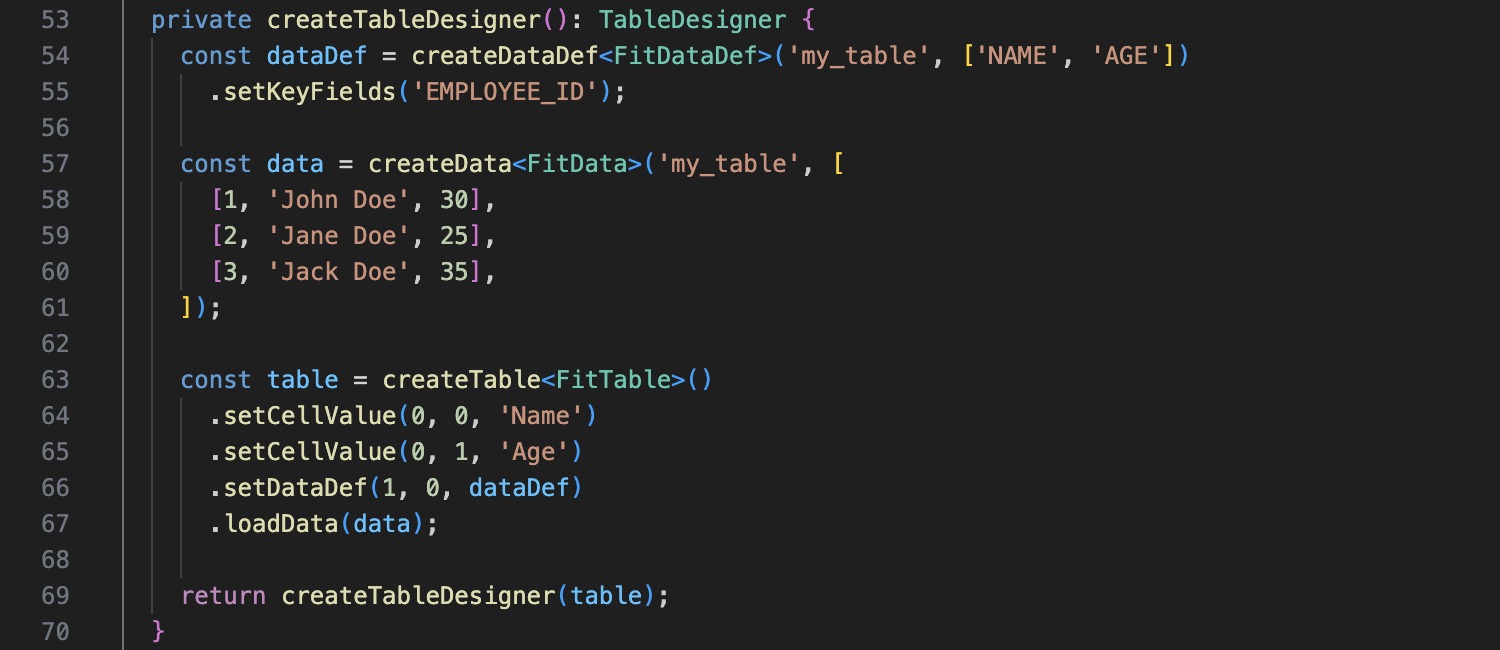 53 private createTableDesigner(): TableDesigner {
54 const dataDef = createDataDef<FitDataDef>('my_table', ['NAME', 'AGE'])
55 .setKeyFields('EMPLOYEE_ID');
56
57 const data = createData<FitData>('my_table', [
58 [1, 'John Doe', 30],
59 [2, 'Jane Doe', 25],
60 [3, 'Jack Doe', 35],
61 ]);
62
63 const table = createTable<FitTable>()
64 .setCellValue(0, 0, 'Name')
65 .setCellValue(0, 1, 'Age')
66 .setDataDef(1, 0, dataDef)
67 .loadData(data);
68
69 return createTableDesigner(table);
70 }